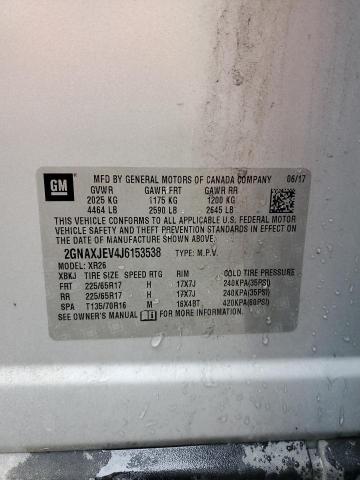 GM
MFD BY GENERAL MOTORS OF CANADA COMPANY 06/17
GVWR GAWR FRT GAWR RR
2025 KG 1175 KG 1200 KG
4464 LB 2590 LB 2645 LB
THIS VEHICLE CONFORMS TO ALL APPLICABLE U.S. FEDERAL MOTOR
VEHICLE SAFETY AND THEFT PREVENTION STANDARDS IN EFFECT
ON THE DATE OF MANUFACTURE SHOWN ABOVE.
2GNAXJEV4J6153538 TYPE: M.P.V.
MODEL: XR26
XBKJ TIRE SIZE SPEED RTG RIM COLD TIRE PRESSURE
FRT 225/65R17 H 17X7J 240KPA(35PSI)
RR 225/65R17 H 17X7J 240KPA(35PSI)
SPA T135/70R16 M 16X4BT 420KPA(60PSI)
SEE OWNER'S MANUAL FOR MORE INFORMATION.